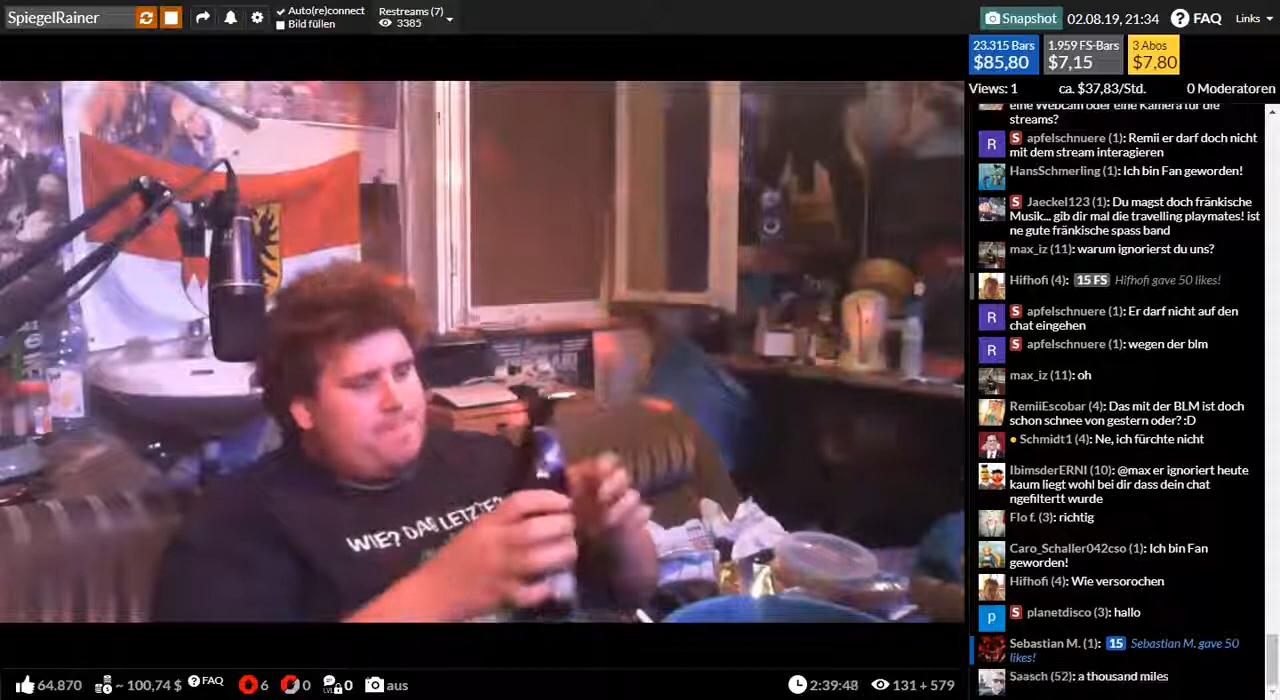 SpiegelRainer
Auto(re)connect
Bild füllen
Restreams (7)
3385
Snapshot
02.08.19, 21:34
FAQ
Links
23.315 Bars
$85,80
1.959 FS-Bars
$7,15
3 Abos
$7,80
Views: 1
ca. $37,83/Std.
0 Moderatoren
eine Webcam oder eine Kamera für die
streams?
R
S apfelschnuere (1): Remii er darf doch nicht
mit dem stream interagieren
HansSchmerling (1): Ich bin Fan geworden!
S Jaeckel123 (1): Du magst doch fränkische
Musik... gib dir mal die travelling playmates! ist
ne gute fränkische spass band
max_iz (11): warum ignorierst du uns?
Hifhofi (4): 15 FS Hifhofi gave 50 likes!
R
S apfelschnuere (1): Er darf nicht auf den
chat eingehen
R
S apfelschnuere (1): wegen der blm
max_iz (11): oh
RemiiEscobar (4): Das mit der BLM ist doch
schon schnee von gestern oder? :D
Schmidt1 (4): Ne, ich fürchte nicht
IbimsderERNI (10): @max er ignoriert heute
kaum liegt wohl bei dir dass dein chat
ngefiltertt wurde
Flo f. (3): richtig
Caro_Schaller042cso (1): Ich bin Fan
geworden!
Hifhofi (4): Wie versorochen
p
S planetdisco (3): hallo
Sebastian M. (1): 15 Sebastian M. gave 50
likes!
Saasch (52): a thousand miles
WIE? DAS LETZTE
64.870
~ 100,74 $
FAQ
6
0
LVL
0
aus
2:39:48
131 + 579